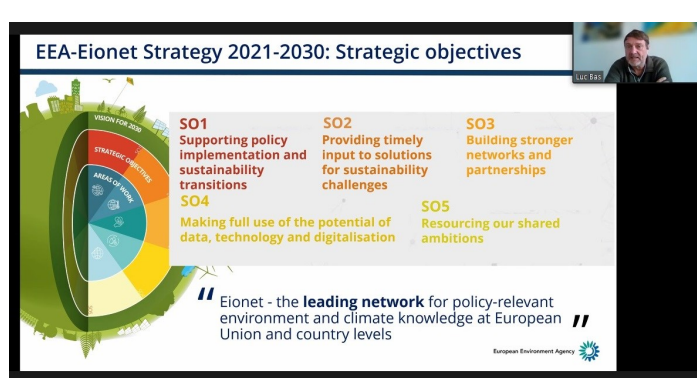 EEA-Eionet Strategy 2021-2030: Strategic objectives
Luc Bas
VISION FOR 2030
STRATEGIC OBJECTIVES
AREAS OF WORK
SO1
Supporting policy
implementation and
sustainability
transitions
SO2
Providing timely
input to solutions
for sustainability
challenges
SO3
Building stronger
networks and
partnerships
SO4
Making full use of the potential of
data, technology and digitalisation
SO5
Resourcing our shared
ambitions
“ Eionet - the leading network for policy-relevant
environment and climate knowledge at European
Union and country levels ”
European Environment Agency